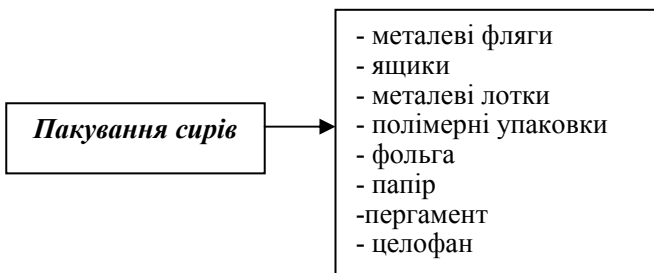 Пакування сирів
- металеві фляги
- ящики
- металеві лотки
- полімерні упаковки
- фольга
- папір
-пергамент
- целофан